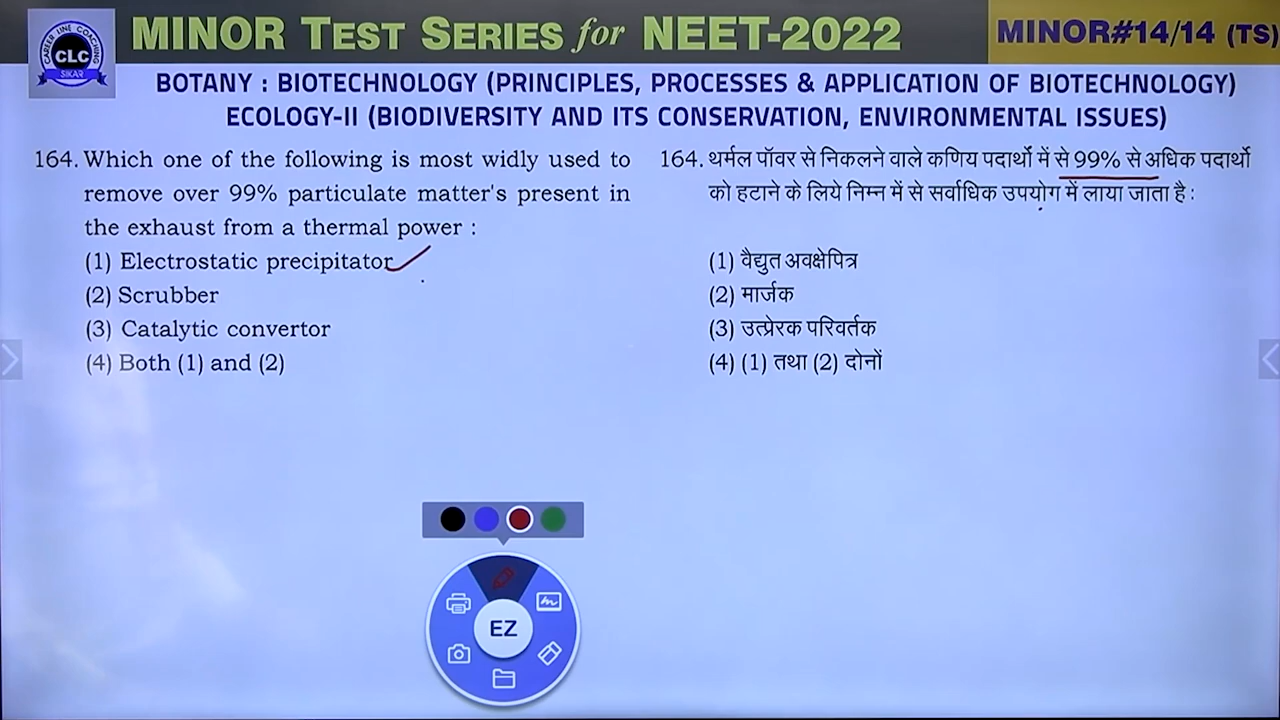 CAREER LINE COACHING
CLC
SIKAR
MINOR TEST SERIES for NEET-2022
MINOR#14/14 (TS)
BOTANY : BIOTECHNOLOGY (PRINCIPLES, PROCESSES & APPLICATION OF BIOTECHNOLOGY)
ECOLOGY-II (BIODIVERSITY AND ITS CONSERVATION, ENVIRONMENTAL ISSUES)
164. Which one of the following is most widly used to
remove over 99% particulate matter's present in
the exhaust from a thermal power :
(1) Electrostatic precipitator
(2) Scrubber
(3) Catalytic convertor
(4) Both (1) and (2)
164. थर्मल पॉवर से निकलने वाले कणिय पदार्थों में से 99% से अधिक पदार्थो
को हटाने के लिये निम्न में से सर्वाधिक उपयोग में लाया जाता है :
(1) वैद्युत अवक्षेपित्र
(2) मार्जक
(3) उत्प्रेरक परिवर्तक
(4) (1) तथा (2) दोनों
EZ